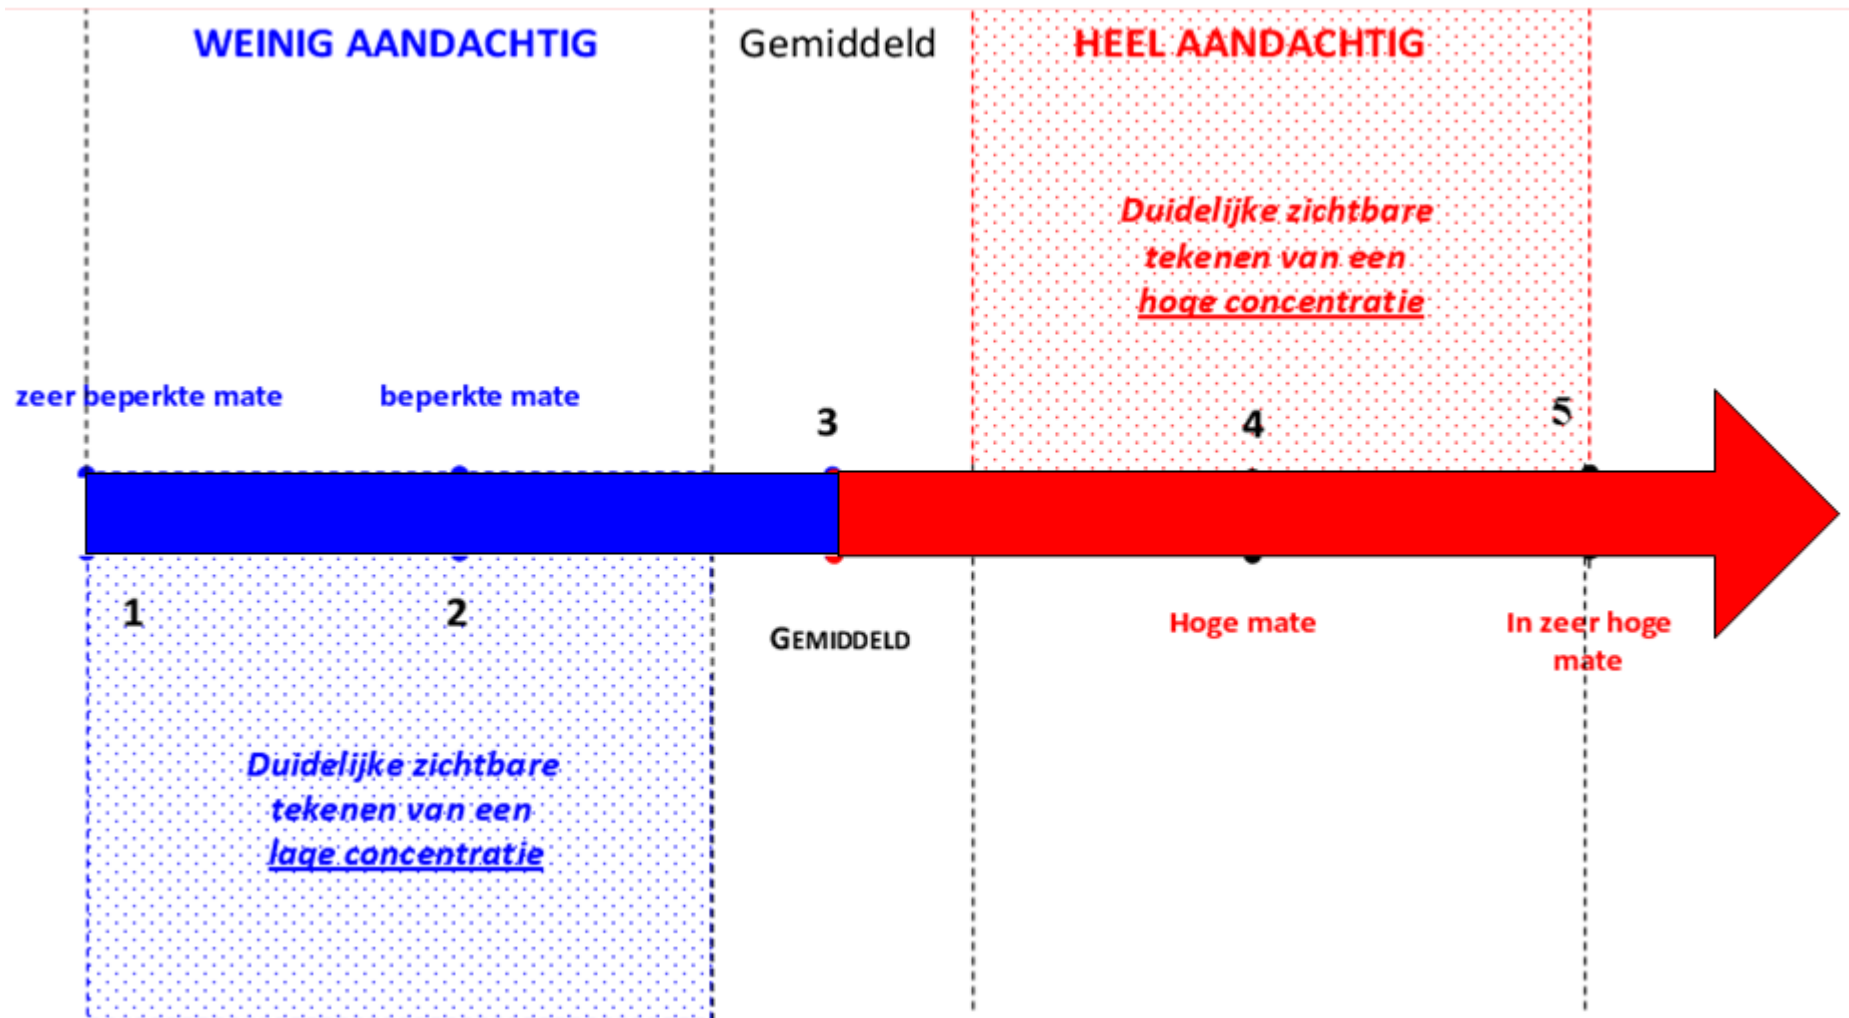 WEINIG AANDACHTIG
Gemiddeld
HEEL AANDACHTIG
Duidelijke zichtbare
tekenen van een
hoge concentratie
zeer beperkte mate
beperkte mate
3
4
5
1
2
GEMIDDELD
Hoge mate
In zeer hoge
mate
Duidelijke zichtbare
tekenen van een
lage concentratie